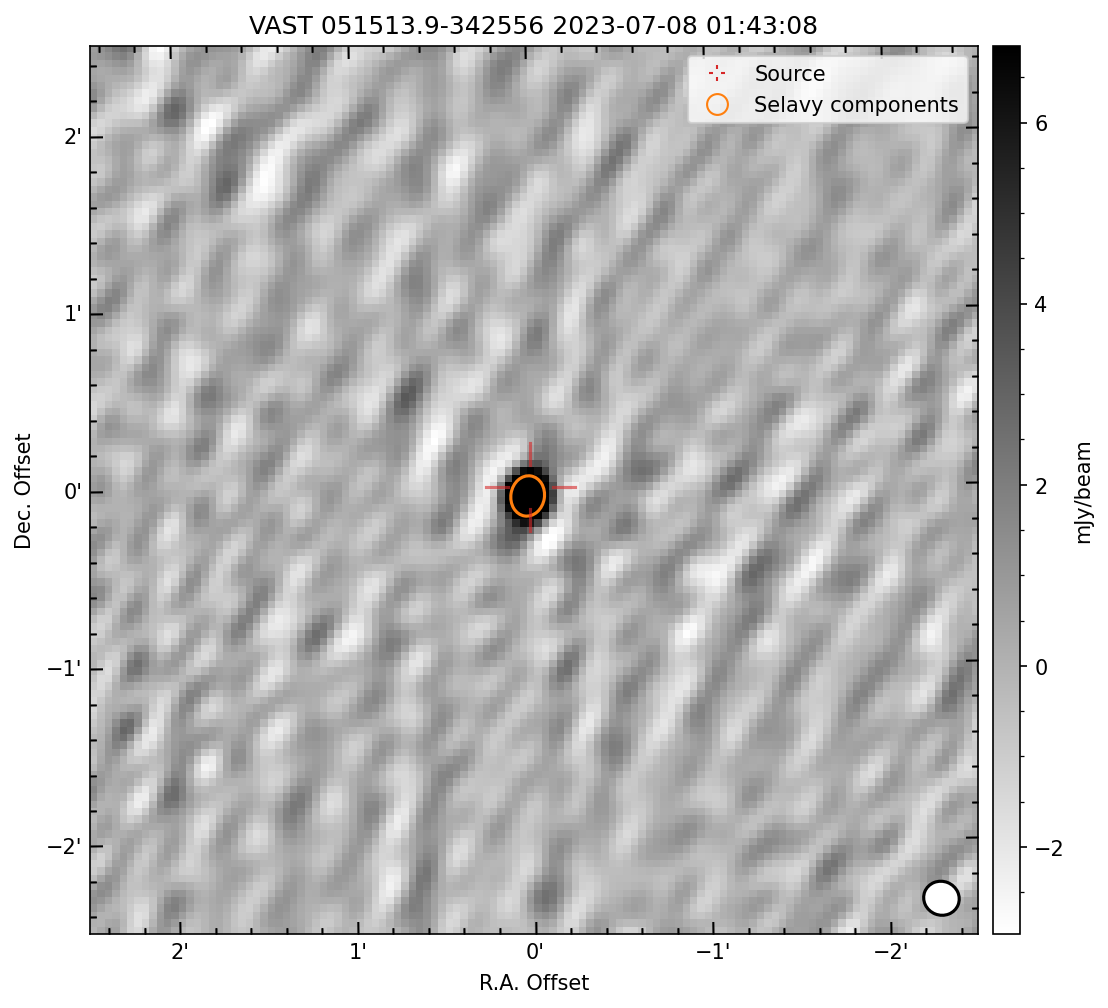 VAST 051513.9-342556 2023-07-08 01:43:08
Source
Selavy components
2'
1'
0'
−1'
−2'
Dec. Offset
2'
1'
0'
−1'
−2'
R.A. Offset
6
4
2
0
−2
mJy/beam